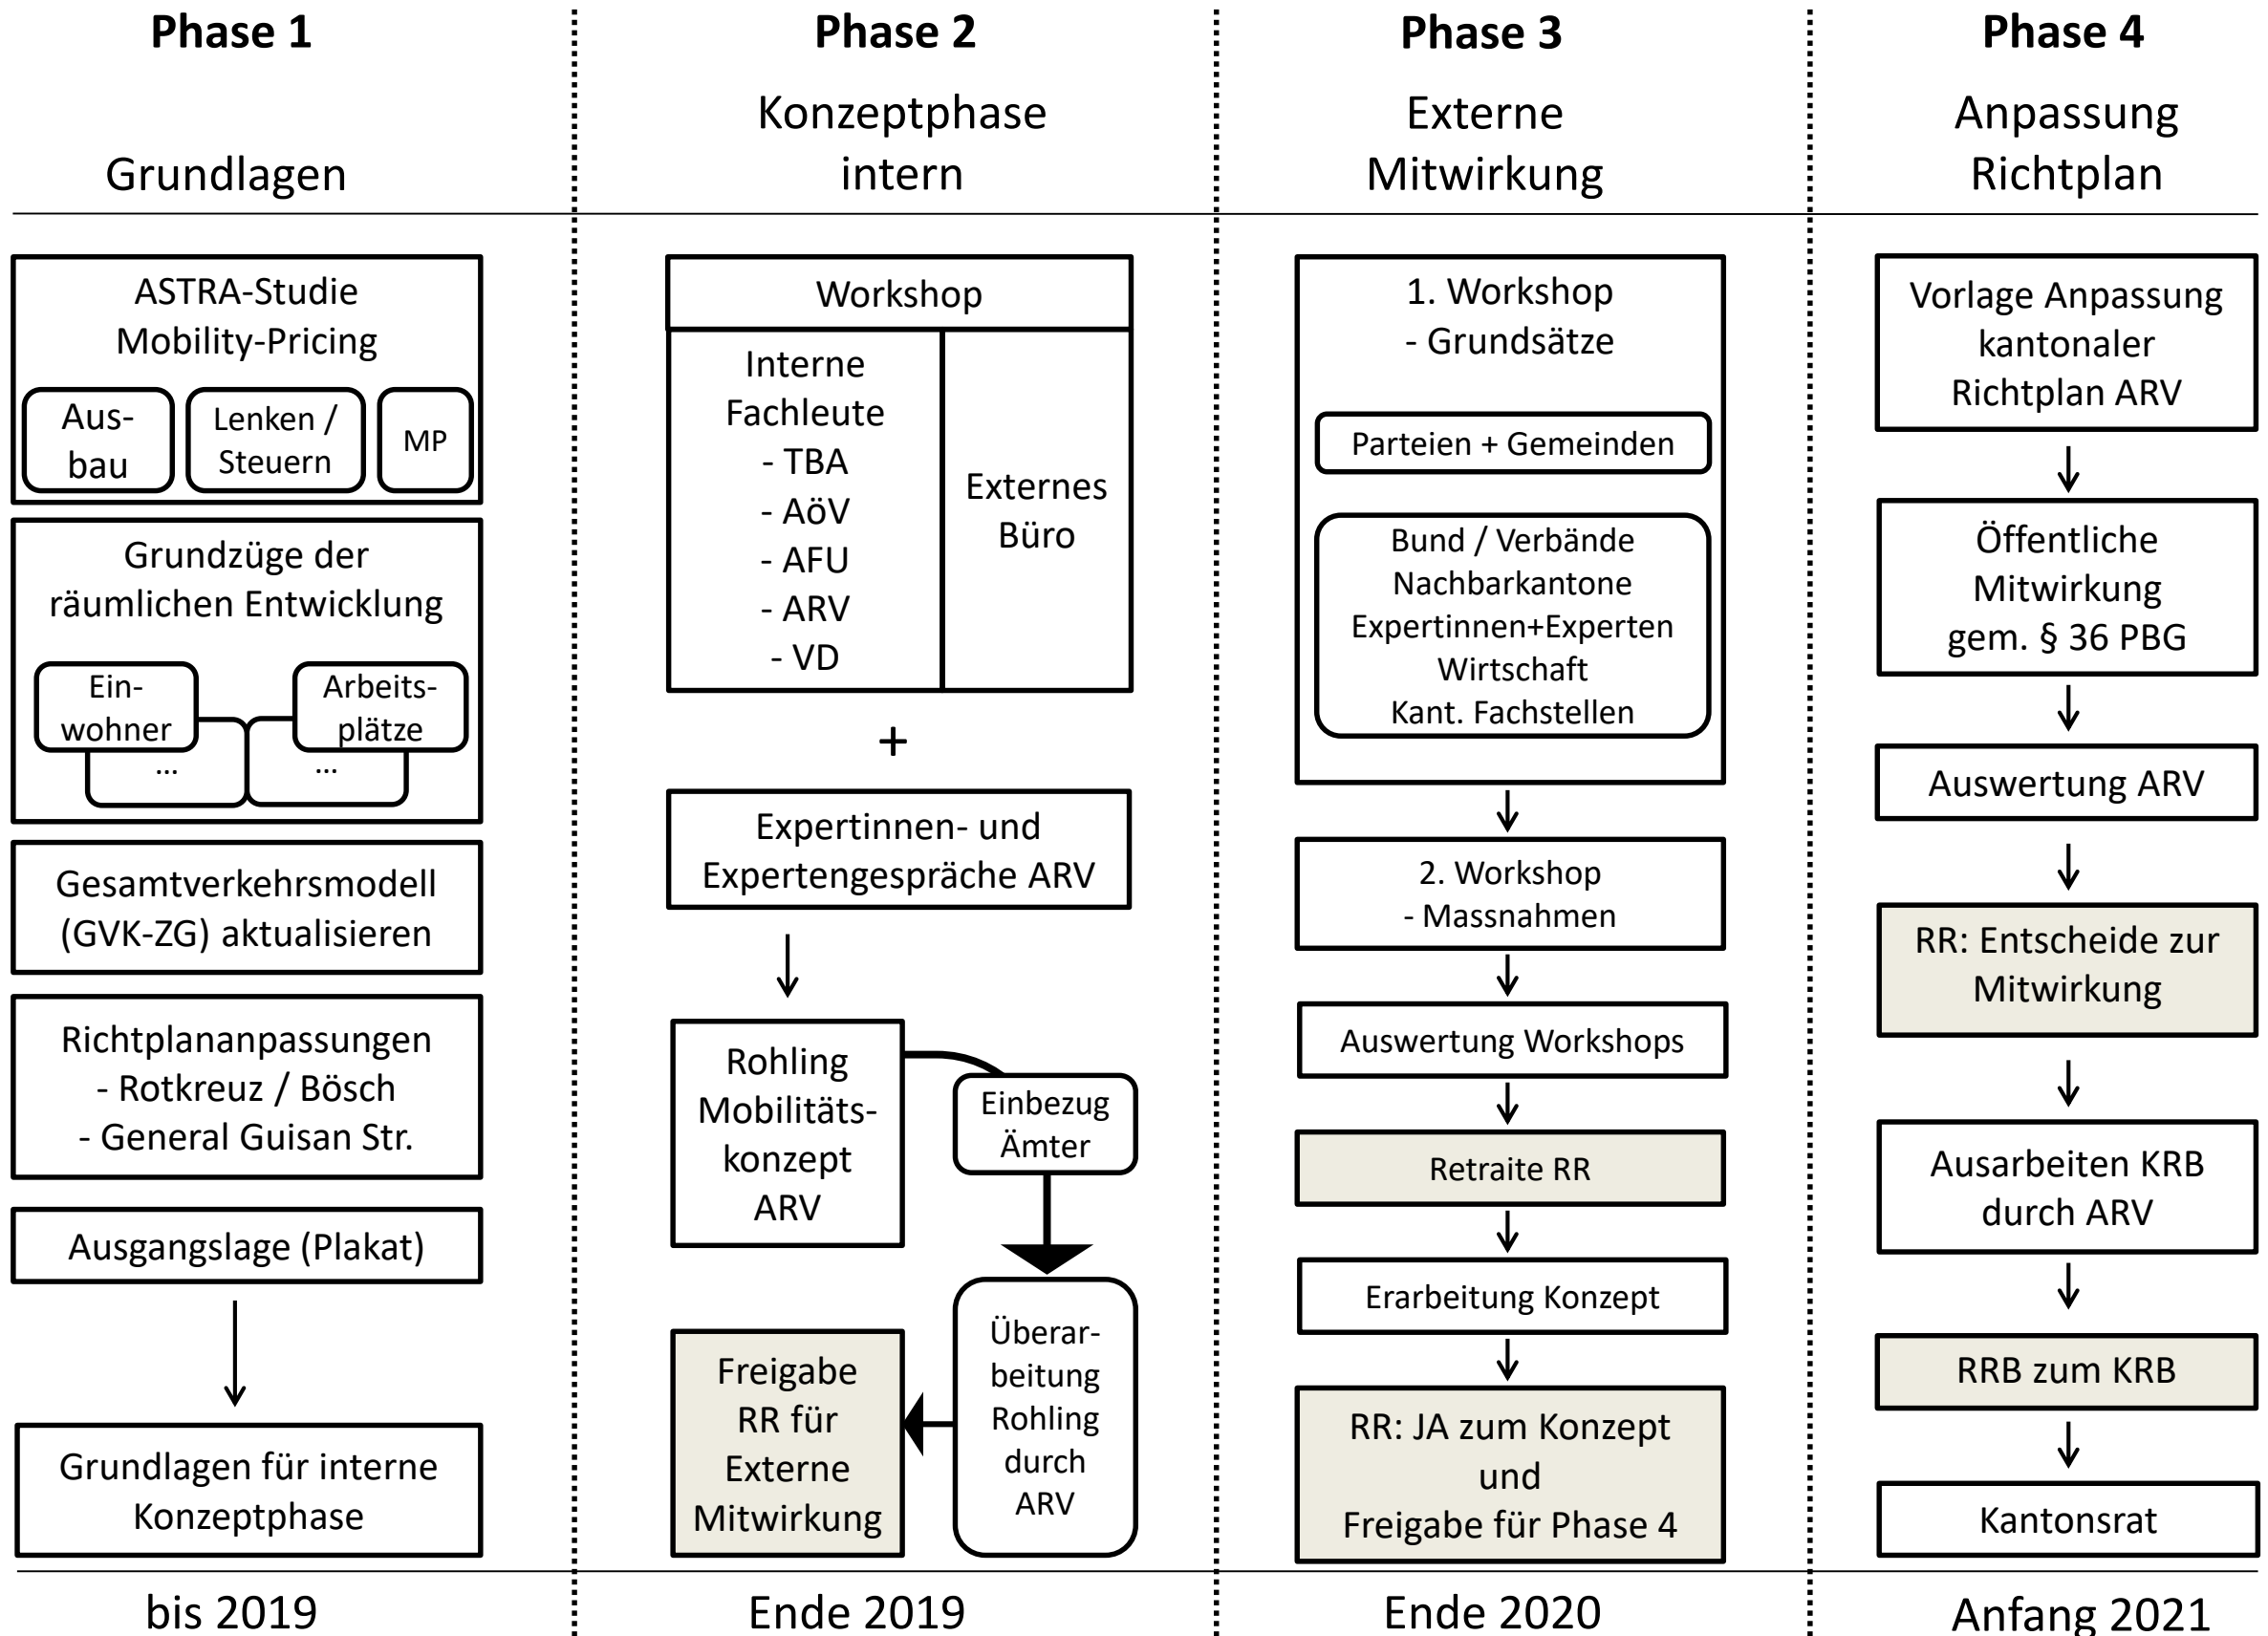 Phase 1
Grundlagen
ASTRA-Studie
Mobility-Pricing
Aus-
bau
Lenken /
Steuern
MP
Grundzüge der
räumlichen Entwicklung
Ein-
wohner
Arbeits-
plätze
...
...
Gesamtverkehrsmodell
(GVK-ZG) aktualisieren
Richtplananpassungen
- Rotkreuz / Bösch
- General Guisan Str.
Ausgangslage (Plakat)
Grundlagen für interne
Konzeptphase
bis 2019
Phase 2
Konzeptphase
intern
Workshop
Interne
Fachleute
- TBA
- AöV
- AFU
- ARV
- VD
Externes
Büro
+
Expertinnen- und
Expertengespräche ARV
Rohling
Mobilitäts-
konzept
ARV
Einbezug
Ämter
Überar-
beitung
Rohling
durch
ARV
Freigabe
RR für
Externe
Mitwirkung
Ende 2019
Phase 3
Externe
Mitwirkung
1. Workshop
- Grundsätze
Parteien + Gemeinden
Bund / Verbände
Nachbarkantone
Expertinnen+Experten
Wirtschaft
Kant. Fachstellen
2. Workshop
- Massnahmen
Auswertung Workshops
Retraite RR
Erarbeitung Konzept
RR: JA zum Konzept
und
Freigabe für Phase 4
Ende 2020
Phase 4
Anpassung
Richtplan
Vorlage Anpassung
kantonaler
Richtplan ARV
Öffentliche
Mitwirkung
gem. § 36 PBG
Auswertung ARV
RR: Entscheide zur
Mitwirkung
Ausarbeiten KRB
durch ARV
RRB zum KRB
Kantonsrat
Anfang 2021